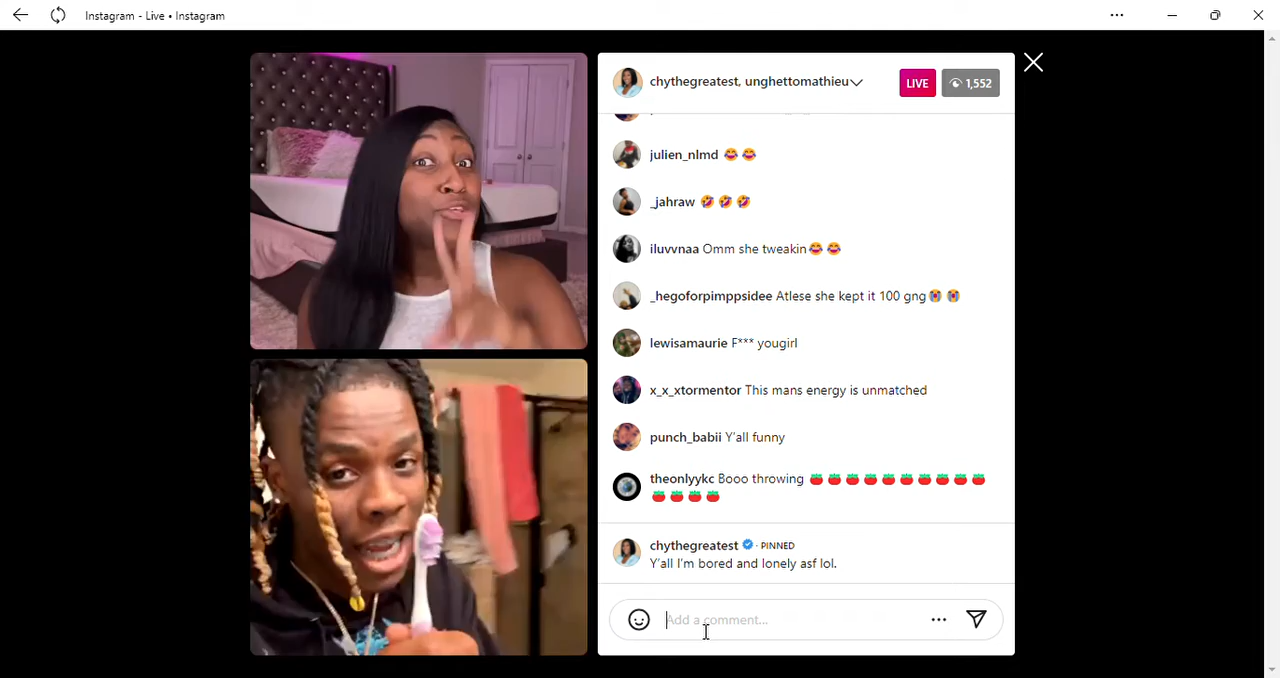 Instagram - Live • Instagram
chythegreatest, unghettomathieu
LIVE
1,552
julien_nlmd 😂 😂
_jahraw 🤣 🤣 🤣
iluvvnaa Omm she tweakin😂 😂
_hegoforpimppsidee Atlese she kept it 100 gng😭 😭
lewisamaurie F*** yougirl
x_x_xtormentor This mans energy is unmatched
punch_babii Y'all funny
theonlyykc Booo throwing 🍅 🍅 🍅 🍅 🍅 🍅 🍅 🍅 🍅 🍅
🍅 🍅 🍅 🍅
chythegreatest · PINNED
Y'all I'm bored and lonely asf lol.
Add a comment...